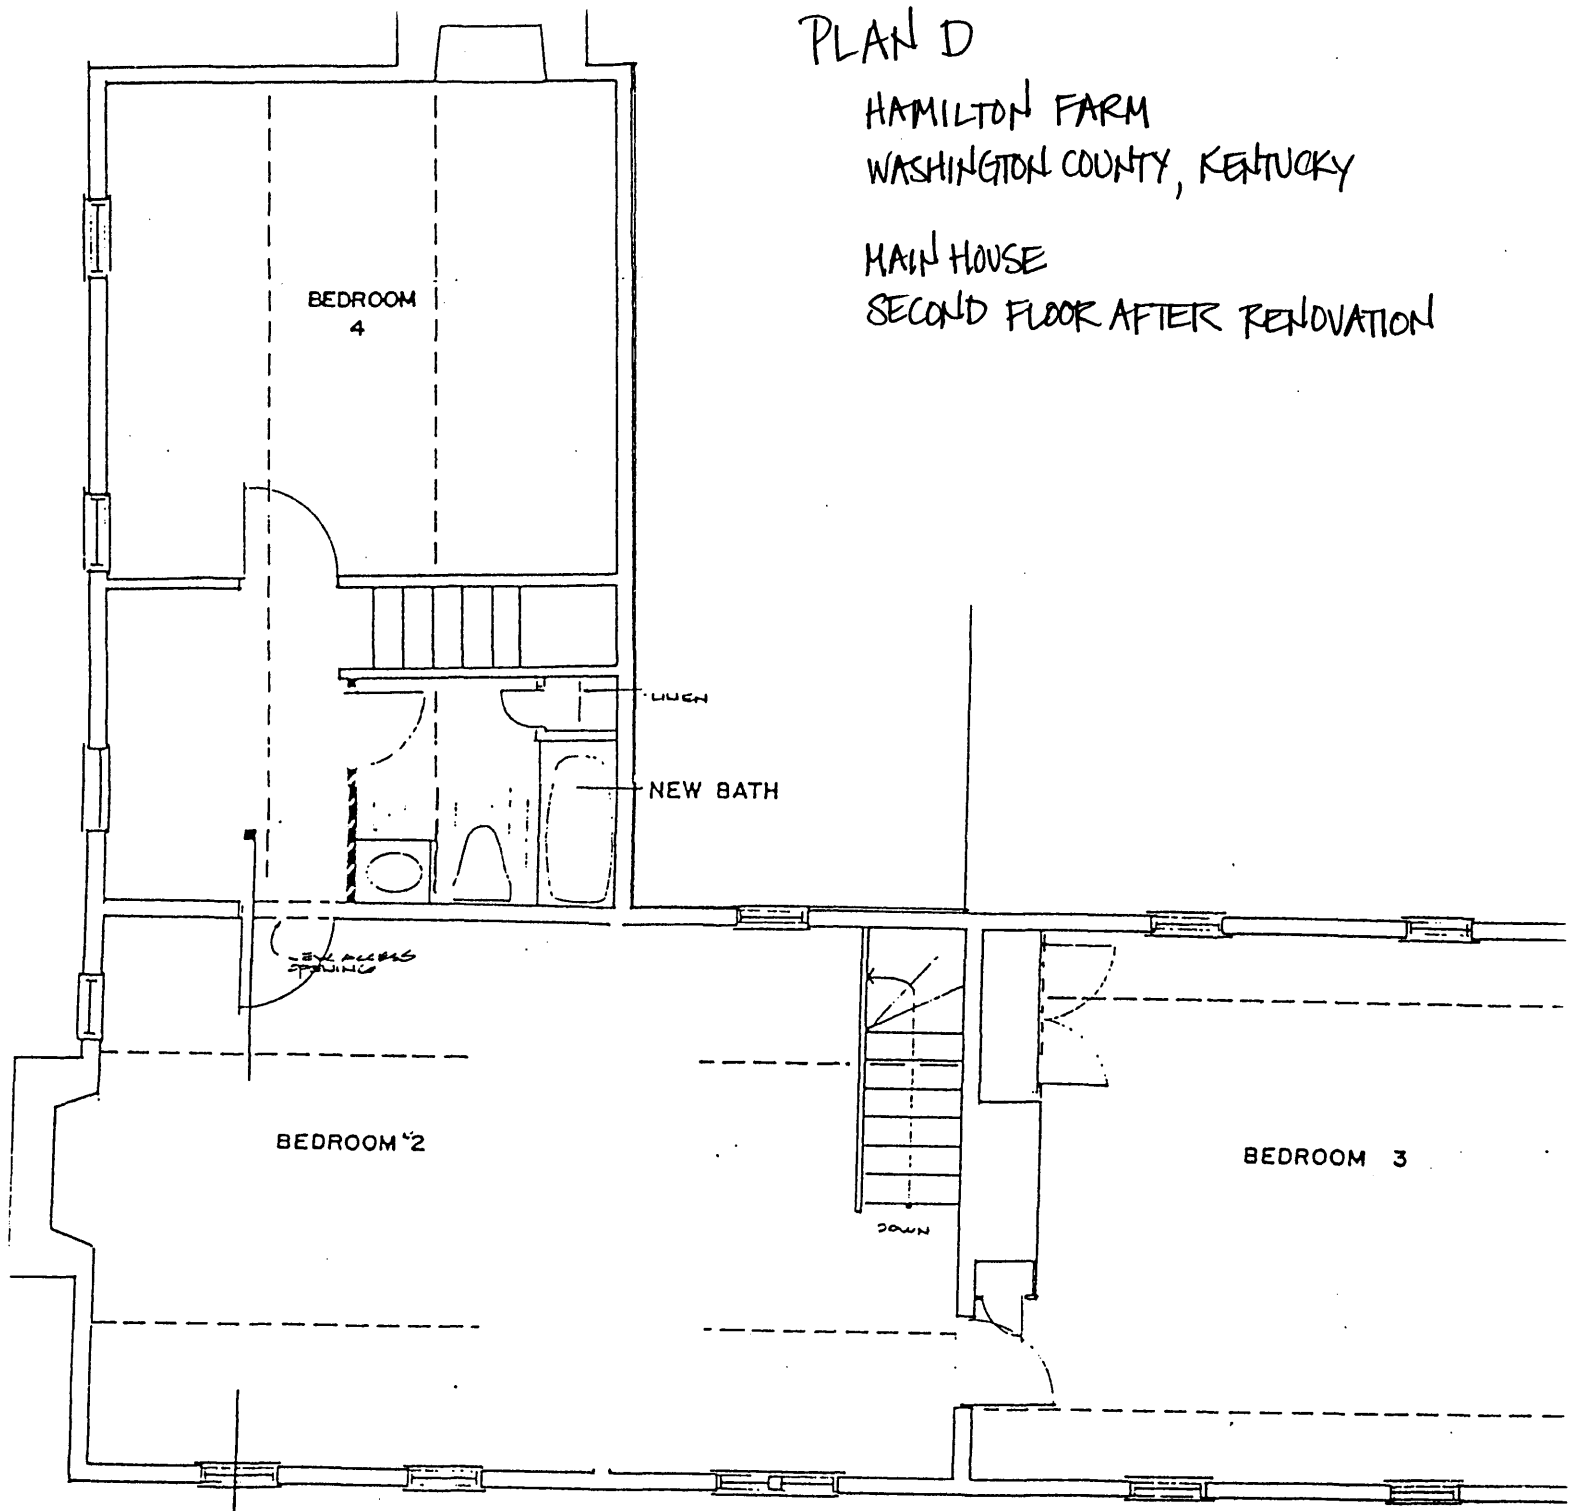 PLAN D
HAMILTON FARM
WASHINGTON COUNTY, KENTUCKY
MAIN HOUSE
SECOND FLOOR AFTER RENOVATION
BEDROOM
4
LINEN
NEW BATH
OPENING
BEDROOM 2
BEDROOM 3
DOWN